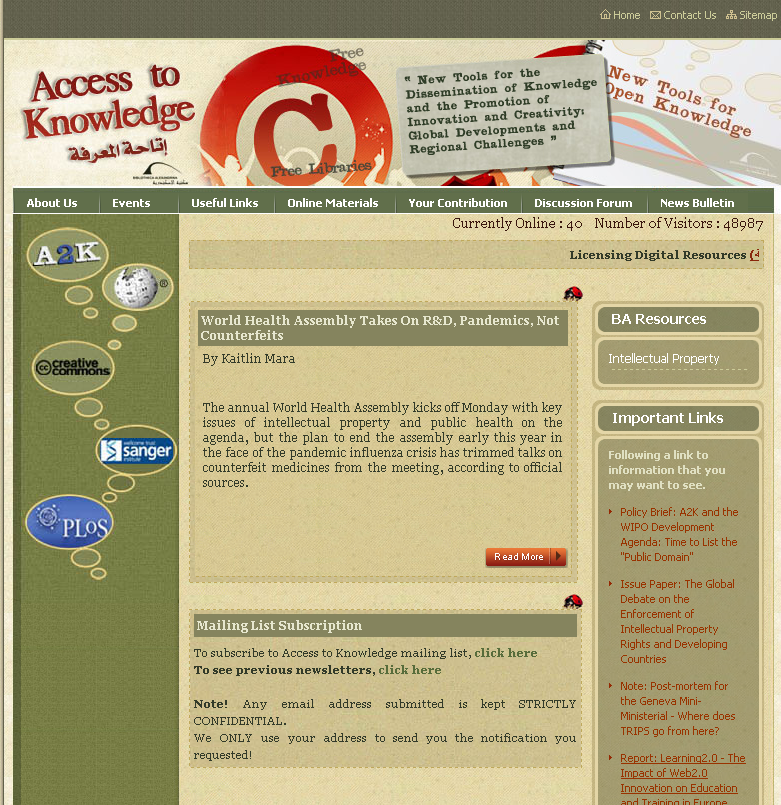 Home Contact Us Sitemap
Access to
Knowledge
إتاحة المعرفة
BIBLIOTHECA ALEXANDRINA
مكتبة الإسكندرية
Free
Knowledge
C
Free Libraries
" New Tools for the
Dissemination of Knowledge
and the Promotion of
Innovation and Creativity:
Global Developments and
Regional Challenges "
New Tools for
Open Knowledge
About Us Events Useful Links Online Materials Your Contribution Discussion Forum News Bulletin
Currently Online : 40 Number of Visitors : 48987
Licensing Digital Resources
A2K
®
creative
commons
wellcome trust
sanger
institute
PLoS
World Health Assembly Takes On R&D, Pandemics, Not
Counterfeits
By Kaitlin Mara
The annual World Health Assembly kicks off Monday with key
issues of intellectual property and public health on the
agenda, but the plan to end the assembly early this year in
the face of the pandemic influenza crisis has trimmed talks on
counterfeit medicines from the meeting, according to official
sources.
Read More
Mailing List Subscription
To subscribe to Access to Knowledge mailing list, click here
To see previous newsletters, click here
Note! Any email address submitted is kept STRICTLY
CONFIDENTIAL.
We ONLY use your address to send you the notification you
requested!
BA Resources
Intellectual Property
Important Links
Following a link to
information that you
may want to see.
Policy Brief: A2K and the
WIPO Development
Agenda: Time to List the
"Public Domain"
Issue Paper: The Global
Debate on the
Enforcement of
Intellectual Property
Rights and Developing
Countries
Note: Post-mortem for
the Geneva Mini-
Ministerial - Where does
TRIPS go from here?
Report: Learning2.0 - The
Impact of Web2.0
Innovation on Education
and Training in Europe